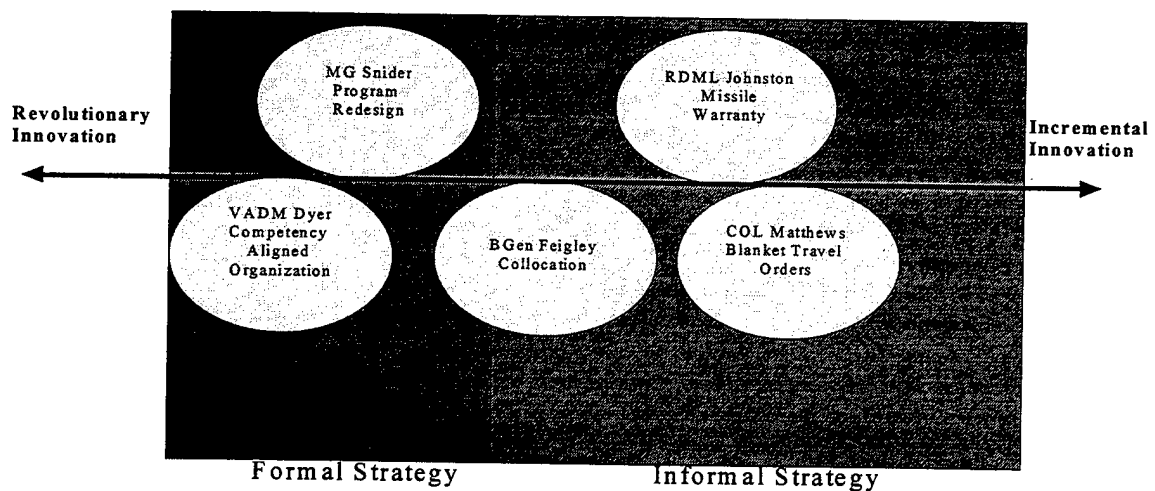 MG Snider
Program
Redesign
RDML Johnston
Missile
Warranty
Revolutionary
Innovation
Incremental
Innovation
VADM Dyer
Competency
Aligned
Organization
BGen Feigley
Collocation
COL Matthews
Blanket Travel
Orders
Formal Strategy
Informal Strategy